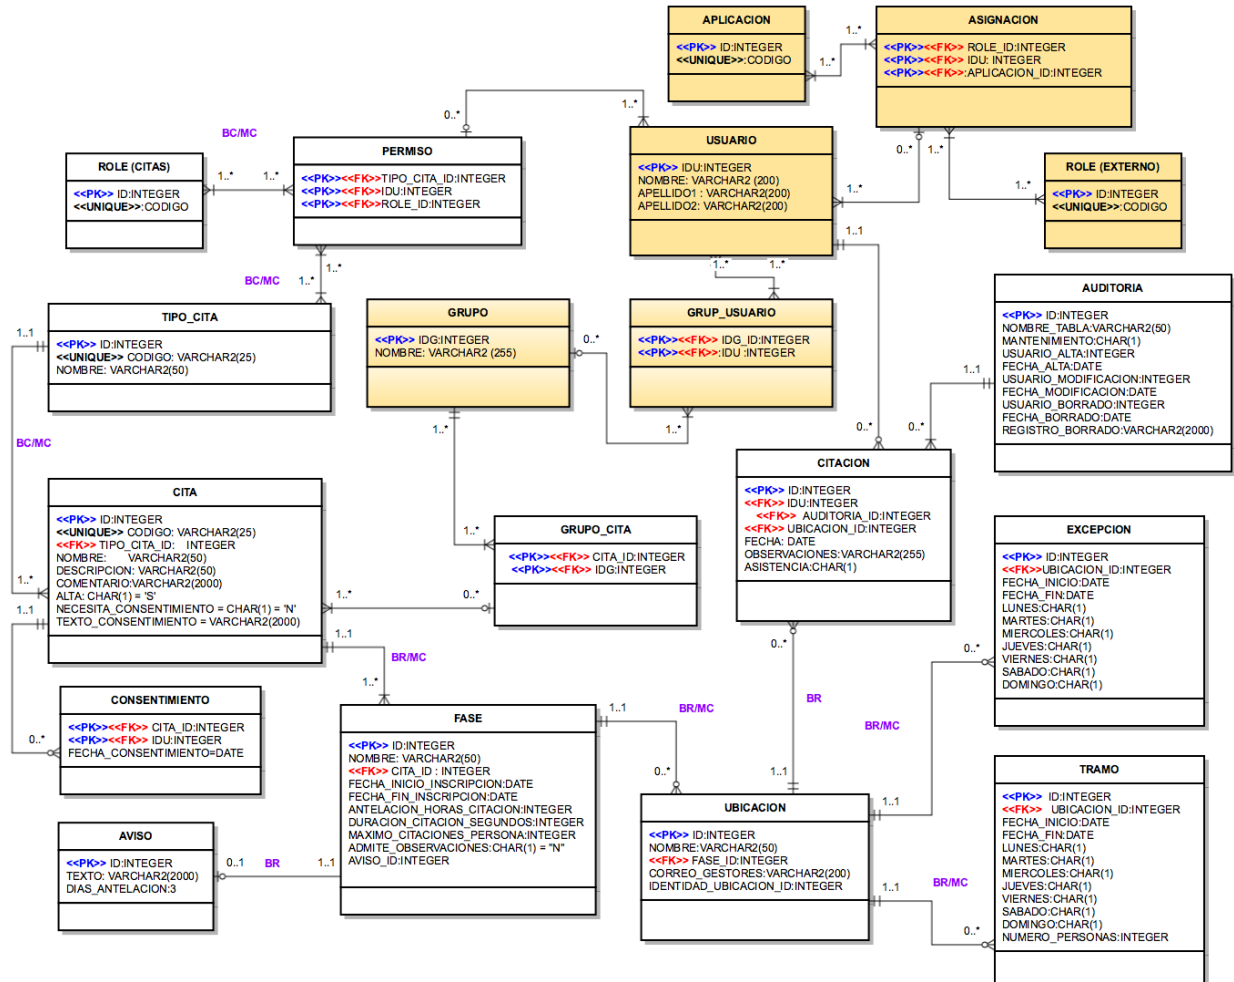 APLICACION
<<PK>> ID:INTEGER
<<UNIQUE>>:CODIGO
1..*
1..*
ASIGNACION
<<PK>><<FK>> ROLE_ID:INTEGER
<<PK>><<FK>> IDU: INTEGER
<<PK>><<FK>>:APLICACION_ID:INTEGER
0..*
1..*
ROLE (EXTERNO)
<<PK>> ID:INTEGER
<<UNIQUE>>:CODIGO
1..*
ROLE (CITAS)
<<PK>> ID:INTEGER
<<UNIQUE>>:CODIGO
BC/MC
1..*
1..*
PERMISO
<<PK>><<FK>>TIPO_CITA_ID:INTEGER
<<PK>><<FK>>IDU:INTEGER
<<PK>><<FK>>ROLE_ID:INTEGER
0..*
1..*
USUARIO
<<PK>> IDU:INTEGER
NOMBRE: VARCHAR2 (200)
APELLIDO1 : VARCHAR2(200)
APELLIDO2: VARCHAR2(200)
1..*
1..1
1..*
1..*
BC/MC
1..*
1..*
TIPO_CITA
<<PK>> ID:INTEGER
<<UNIQUE>> CODIGO: VARCHAR2(25)
NOMBRE: VARCHAR2(50)
1..1
GRUPO
<<PK>> IDG:INTEGER
NOMBRE: VARCHAR2 (255)
0..*
1..*
GRUP_USUARIO
<<PK>><<FK>> IDG_ID:INTEGER
<<PK>><<FK>>:IDU :INTEGER
1..*
AUDITORIA
<<PK>> ID:INTEGER
NOMBRE_TABLA:VARCHAR2(50)
MANTENIMIENTO:CHAR(1)
USUARIO_ALTA:INTEGER
FECHA_ALTA:DATE
USUARIO_MODIFICACION:INTEGER
FECHA_MODIFICACION:DATE
USUARIO_BORRADO:INTEGER
FECHA_BORRADO:DATE
REGISTRO_BORRADO:VARCHAR2(2000)
1..1
0..*
0..*
BC/MC
CITACION
<<PK>> ID:INTEGER
<<FK>> IDU:INTEGER
<<FK>> AUDITORIA_ID:INTEGER
<<FK>> UBICACION_ID:INTEGER
FECHA: DATE
OBSERVACIONES:VARCHAR2(255)
ASISTENCIA:CHAR(1)
0..*
CITA
<<PK>> ID:INTEGER
<<UNIQUE>> CODIGO: VARCHAR2(25)
<<FK>> TIPO_CITA_ID: INTEGER
NOMBRE: VARCHAR2(50)
DESCRIPCION: VARCHAR2(60)
COMENTARIO:VARCHAR2(2000)
ALTA: CHAR(1) = 'S'
NECESITA_CONSENTIMIENTO = CHAR(1) = 'N'
TEXTO_CONSENTIMIENTO = VARCHAR2(2000)
1..*
1..1
1..*
1..1
GRUPO_CITA
<<PK>><<FK>> CITA_ID:INTEGER
<<PK>><<FK>> IDG:INTEGER
1..*
0..*
EXCEPCION
<<PK>> ID:INTEGER
<<FK>>UBICACION_ID:INTEGER
FECHA_INICIO:DATE
FECHA_FIN:DATE
LUNES:CHAR(1)
MARTES:CHAR(1)
MIERCOLES:CHAR(1)
JUEVES:CHAR(1)
VIERNES:CHAR(1)
SABADO:CHAR(1)
DOMINGO:CHAR(1)
0..*
BR/MC
BR/MC
1..*
BR
BR/MC
CONSENTIMIENTO
<<PK>><<FK>> CITA_ID:INTEGER
<<PK>><<FK>> IDU:INTEGER
FECHA_CONSENTIMIENTO=DATE
0..*
FASE
<<PK>> ID:INTEGER
NOMBRE: VARCHAR2(50)
<<FK>> CITA_ID : INTEGER
FECHA_INICIO_INSCRIPCION:DATE
FECHA_FIN_INSCRIPCION:DATE
ANTELACION_HORAS_CITACION:INTEGER
DURACION_CITACION_SEGUNDOS:INTEGER
MAXIMO_CITACIONES_PERSONA:INTEGER
ADMITE_OBSERVACIONES:CHAR(1) = "N"
AVISO_ID:INTEGER
1..1
0..*
1..1
UBICACION
<<PK>> ID:INTEGER
NOMBRE:VARCHAR2(50)
<<FK>> FASE_ID:INTEGER
CORREO_GESTORES:VARCHAR2(200)
IDENTIDAD_UBICACION_ID:INTEGER
1..1
1..1
TRAMO
<<PK>> ID:INTEGER
<<FK>> UBICACION_ID:INTEGER
FECHA_INICIO:DATE
FECHA_FIN:DATE
LUNES:CHAR(1)
MARTES:CHAR(1)
MIERCOLES:CHAR(1)
JUEVES:CHAR(1)
VIERNES:CHAR(1)
SABADO:CHAR(1)
DOMINGO:CHAR(1)
NUMERO_PERSONAS:INTEGER
BR/MC
0..*
AVISO
<<PK>> ID:INTEGER
TEXTO: VARCHAR2(2000)
DIAS_ANTELACION:3
0..1
BR
1..1